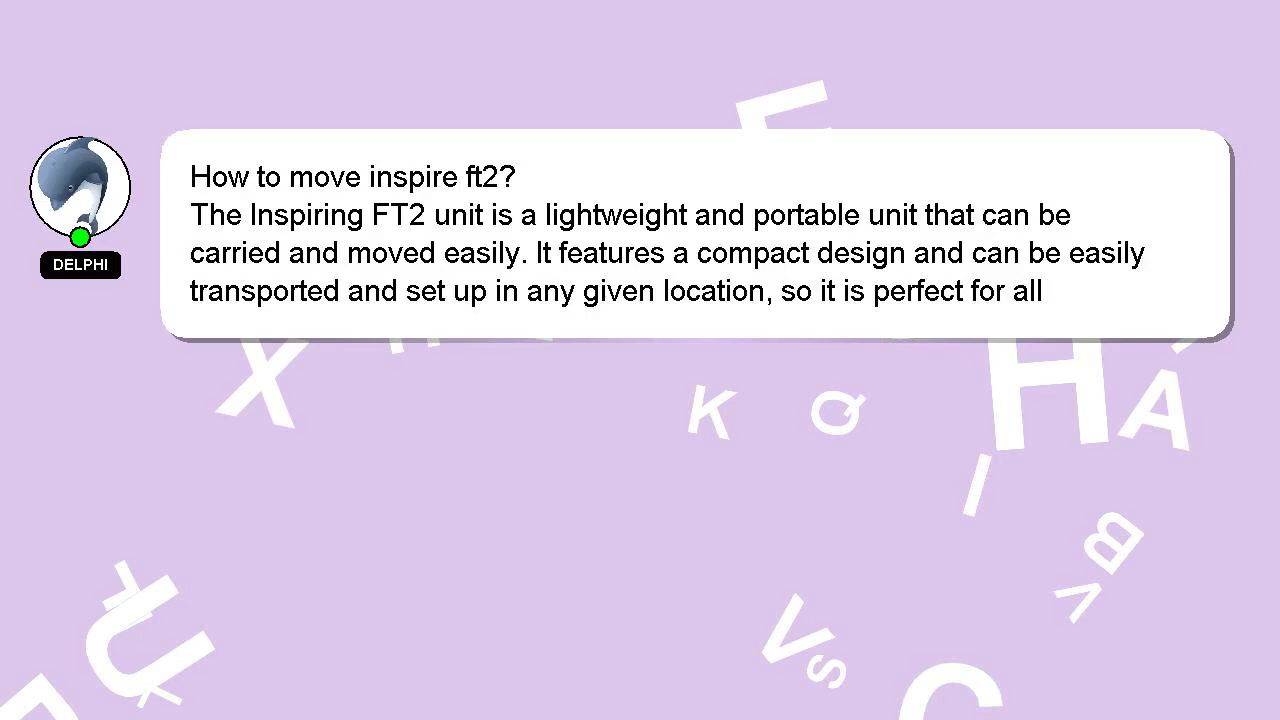 How to move inspire ft2?
The Inspiring FT2 unit is a lightweight and portable unit that can be
carried and moved easily. It features a compact design and can be easily
transported and set up in any given location, so it is perfect for all
DELPHI
X
K
Q
H
A
I
B
V
U
V
S
C